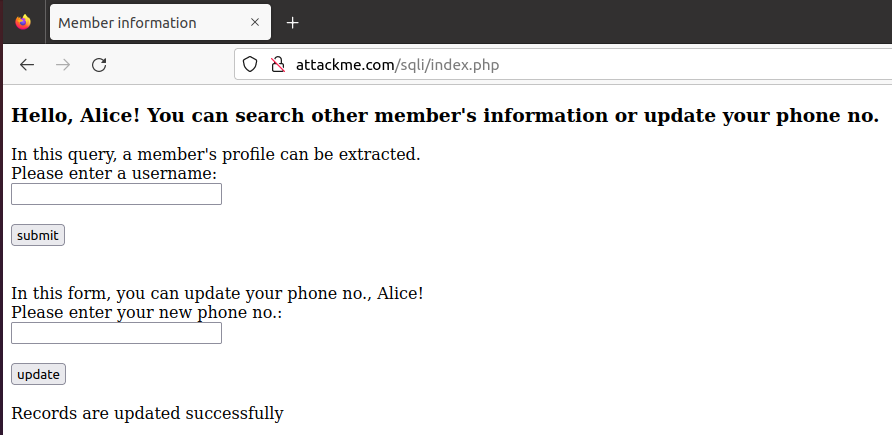 Member information
attackme.com/sqli/index.php
Hello, Alice! You can search other member's information or update your phone no.
In this query, a member's profile can be extracted.
Please enter a username:
submit
In this form, you can update your phone no., Alice!
Please enter your new phone no.:
update
Records are updated successfully